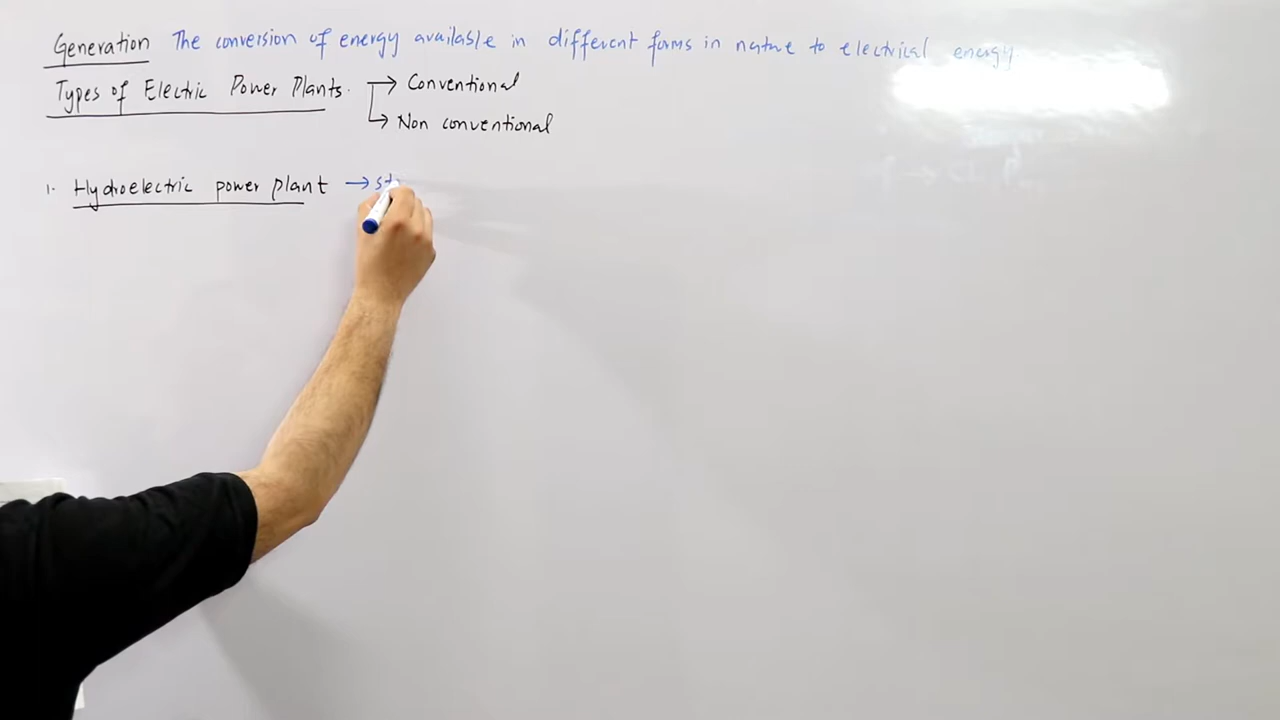 Generation The conversion of energy available in different forms in nature to electrical energy.
Types of Electric Power Plants. → Conventional
→ Non conventional
1. Hydroelectric power plant → st